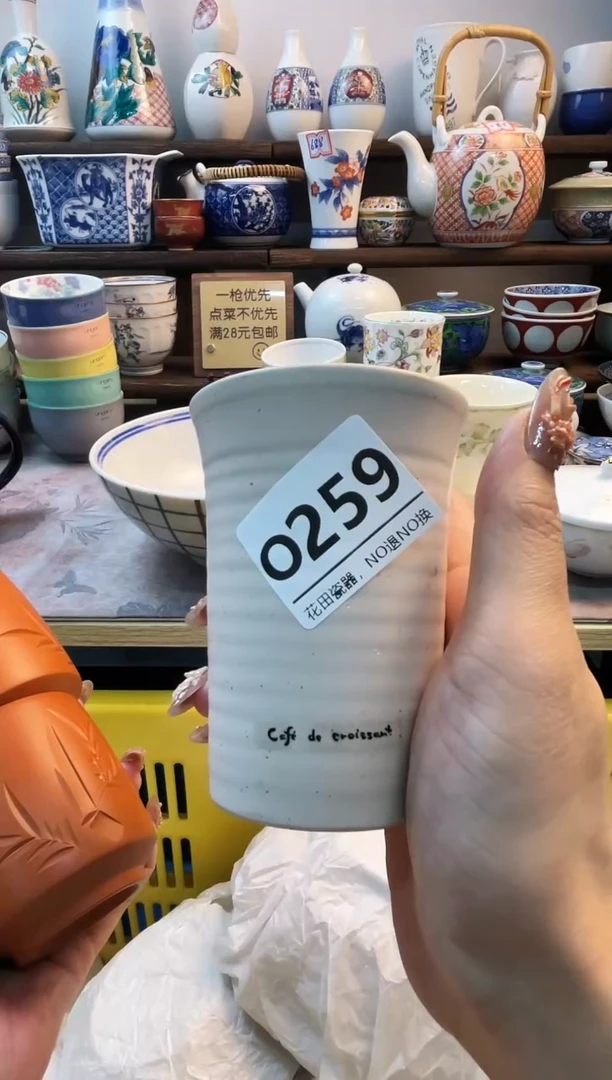 一枪优先
点菜不优先
满28元包邮
0259
花田瓷器，NO退NO换
Café de croissant